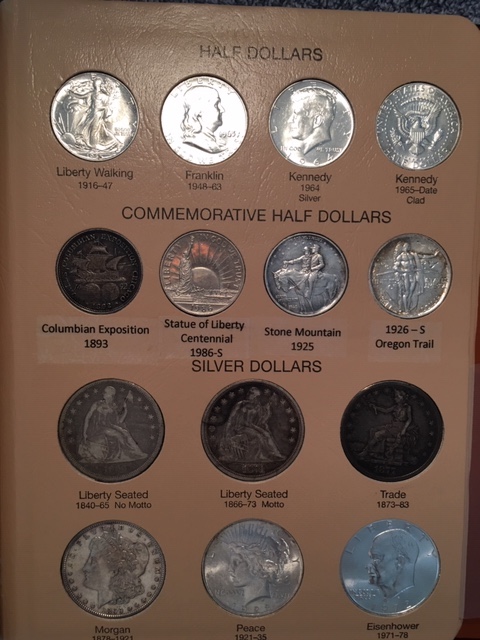 HALF DOLLARS
Liberty Walking
1916-47
Franklin
1948-63
Kennedy
1964
Silver
Kennedy
1965-Date
Clad
COMMEMORATIVE HALF DOLLARS
Columbian Exposition
1893
Statue of Liberty
Centennial
1986-S
Stone Mountain
1925
1926 – S
Oregon Trail
SILVER DOLLARS
Liberty Seated
1840-65 No Motto
Liberty Seated
1866-73 Motto
Trade
1873-83
Morgan
1878-1921
Peace
1921-35
Eisenhower
1971-78